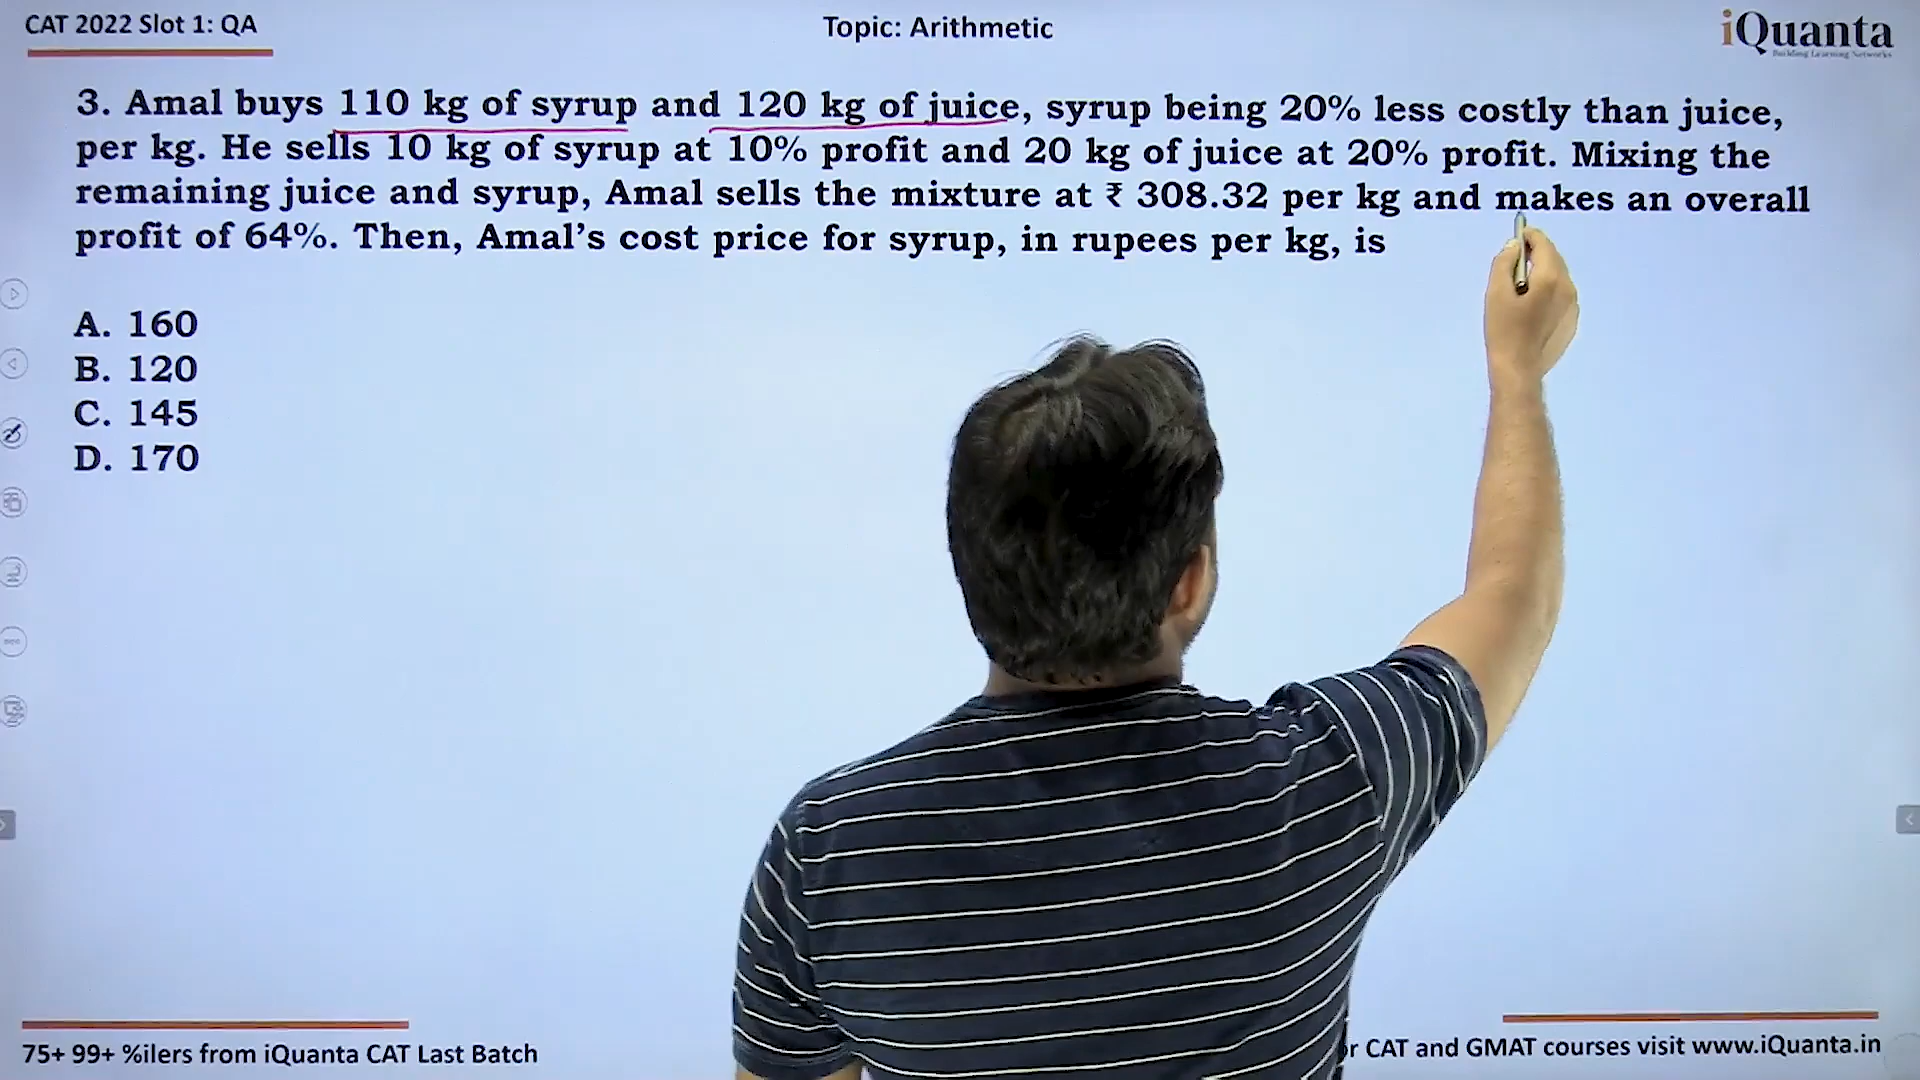 CAT 2022 Slot 1: QA
Topic: Arithmetic
iQuanta
Building Learning Networks
3. Amal buys 110 kg of syrup and 120 kg of juice, syrup being 20% less costly than juice,
per kg. He sells 10 kg of syrup at 10% profit and 20 kg of juice at 20% profit. Mixing the
remaining juice and syrup, Amal sells the mixture at ₹ 308.32 per kg and makes an overall
profit of 64%. Then, Amal’s cost price for syrup, in rupees per kg, is
A. 160
B. 120
C. 145
D. 170
75+ 99+ %ilers from iQuanta CAT Last Batch
r CAT and GMAT courses visit www.iQuanta.in